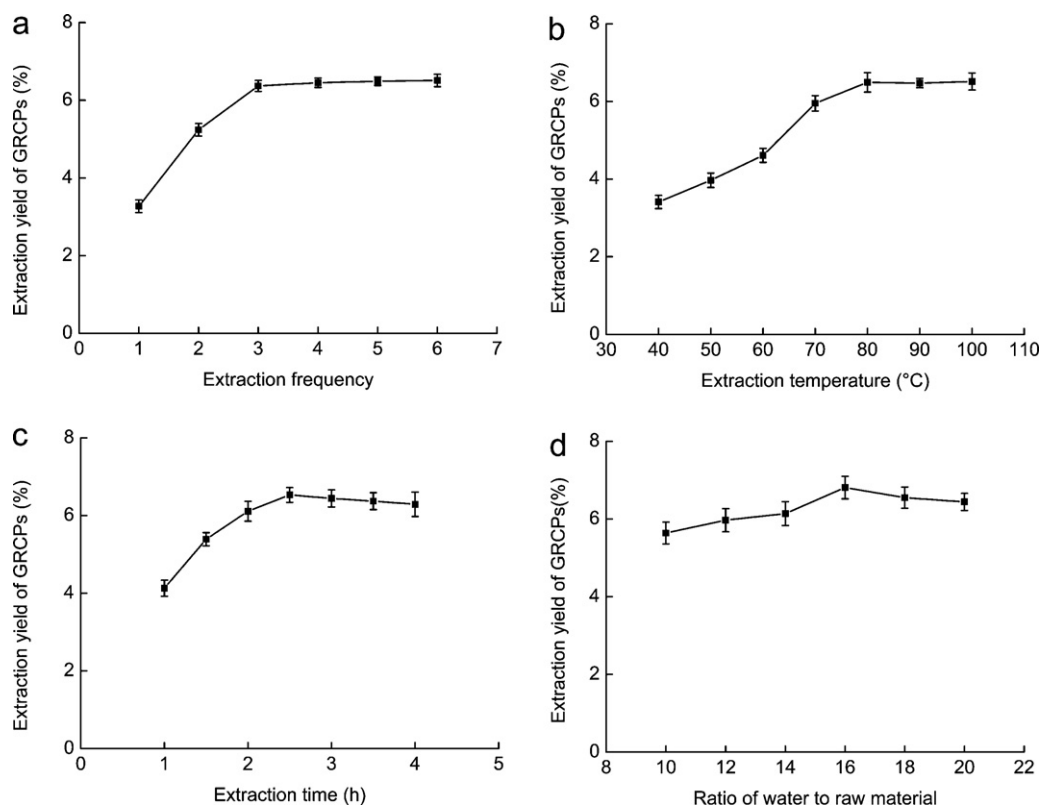 a
8
6
4
2
0
0 1 2 3 4 5 6 7
Extraction yield of GRCPs (%)
Extraction frequency
b
8
6
4
2
0
30 40 50 60 70 80 90 100 110
Extraction yield of GRCPs (%)
Extraction temperature (°C)
c
8
6
4
2
0
0 1 2 3 4 5
Extraction yield of GRCPs (%)
Extraction time (h)
d
8
6
4
2
0
8 10 12 14 16 18 20 22
Extraction yield of GRCPs(%)
Ratio of water to raw material